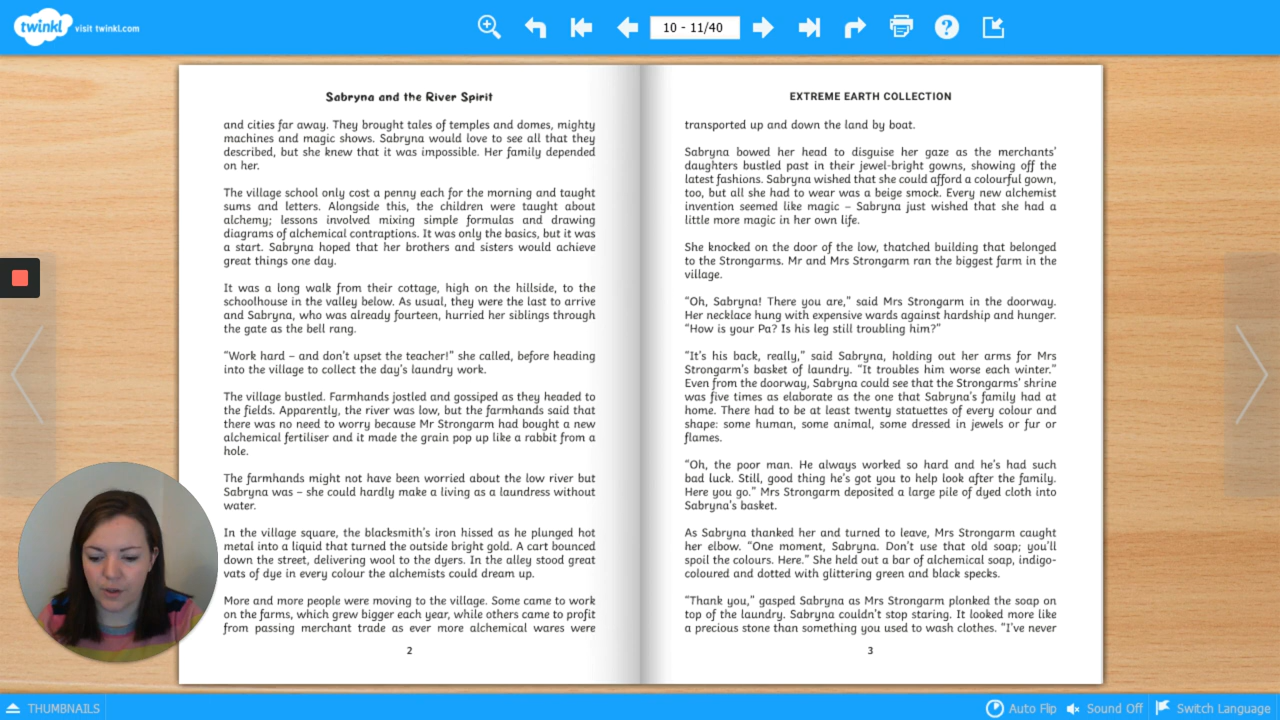 twinkl visit twinkl.com
10 - 11/40
Sabryna and the River Spirit
and cities far away. They brought tales of temples and domes, mighty
machines and magic shows. Sabryna would love to see all that they
described, but she knew that it was impossible. Her family depended
on her.
The village school only cost a penny each for the morning and taught
sums and letters. Alongside this, the children were taught about
alchemy; lessons involved mixing simple formulas and drawing
diagrams of alchemical contraptions. It was only the basics, but it was
a start. Sabryna hoped that her brothers and sisters would achieve
great things one day.
It was a long walk from their cottage, high on the hillside, to the
schoolhouse in the valley below. As usual, they were the last to arrive
and Sabryna, who was already fourteen, hurried her siblings through
the gate as the bell rang.
“Work hard – and don’t upset the teacher!” she called, before heading
into the village to collect the day’s laundry work.
The village bustled. Farmhands jostled and gossiped as they headed to
the fields. Apparently, the river was low, but the farmhands said that
there was no need to worry because Mr Strongarm had bought a new
alchemical fertiliser and it made the grain pop up like a rabbit from a
hole.
The farmhands might not have been worried about the low river but
Sabryna was – she could hardly make a living as a laundress without
water.
In the village square, the blacksmith’s iron hissed as he plunged hot
metal into a liquid that turned the outside bright gold. A cart bounced
down the street, delivering wool to the dyers. In the alley stood great
vats of dye in every colour the alchemists could dream up.
More and more people were moving to the village. Some came to work
on the farms, which grew bigger each year, while others came to profit
from passing merchant trade as ever more alchemical wares were
2
EXTREME EARTH COLLECTION
transported up and down the land by boat.
Sabryna bowed her head to disguise her gaze as the merchants’
daughters bustled past in their jewel-bright gowns, showing off the
latest fashions. Sabryna wished that she could afford a colourful gown,
too, but all she had to wear was a beige smock. Every new alchemist
invention seemed like magic – Sabryna just wished that she had a
little more magic in her own life.
She knocked on the door of the low, thatched building that belonged
to the Strongarms. Mr and Mrs Strongarm ran the biggest farm in the
village.
“Oh, Sabryna! There you are,” said Mrs Strongarm in the doorway.
Her necklace hung with expensive wards against hardship and hunger.
“How is your Pa? Is his leg still troubling him?”
“It’s his back, really,” said Sabryna, holding out her arms for Mrs
Strongarm’s basket of laundry. “It troubles him worse each winter.”
Even from the doorway, Sabryna could see that the Strongarms’ shrine
was five times as elaborate as the one that Sabryna’s family had at
home. There had to be at least twenty statuettes of every colour and
shape: some human, some animal, some dressed in jewels or fur or
flames.
“Oh, the poor man. He always worked so hard and he’s had such
bad luck. Still, good thing he’s got you to help look after the family.
Here you go.” Mrs Strongarm deposited a large pile of dyed cloth into
Sabryna’s basket.
As Sabryna thanked her and turned to leave, Mrs Strongarm caught
her elbow. “One moment, Sabryna. Don’t use that old soap; you’ll
spoil the colours. Here.” She held out a bar of alchemical soap, indigo-
coloured and dotted with glittering green and black specks.
“Thank you,” gasped Sabryna as Mrs Strongarm plonked the soap on
top of the laundry. Sabryna couldn’t stop staring. It looked more like
a precious stone than something you used to wash clothes. “I’ve never
3
THUMBNAILS
Auto Flip Sound Off Switch Language